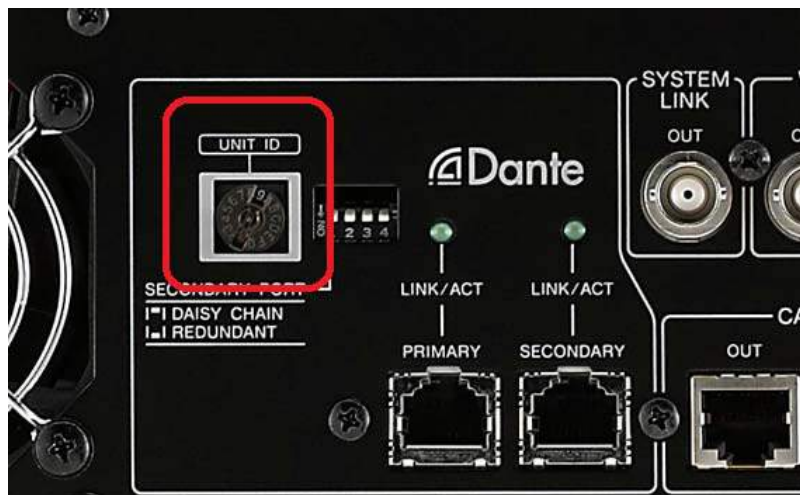 UNIT ID
ON
2 3 4
SECONDARY PORT
DAISY CHAIN
REDUNDANT
Dante
LINK/ACT
LINK/ACT
PRIMARY
SECONDARY
SYSTEM
LINK
OUT
CA
OUT